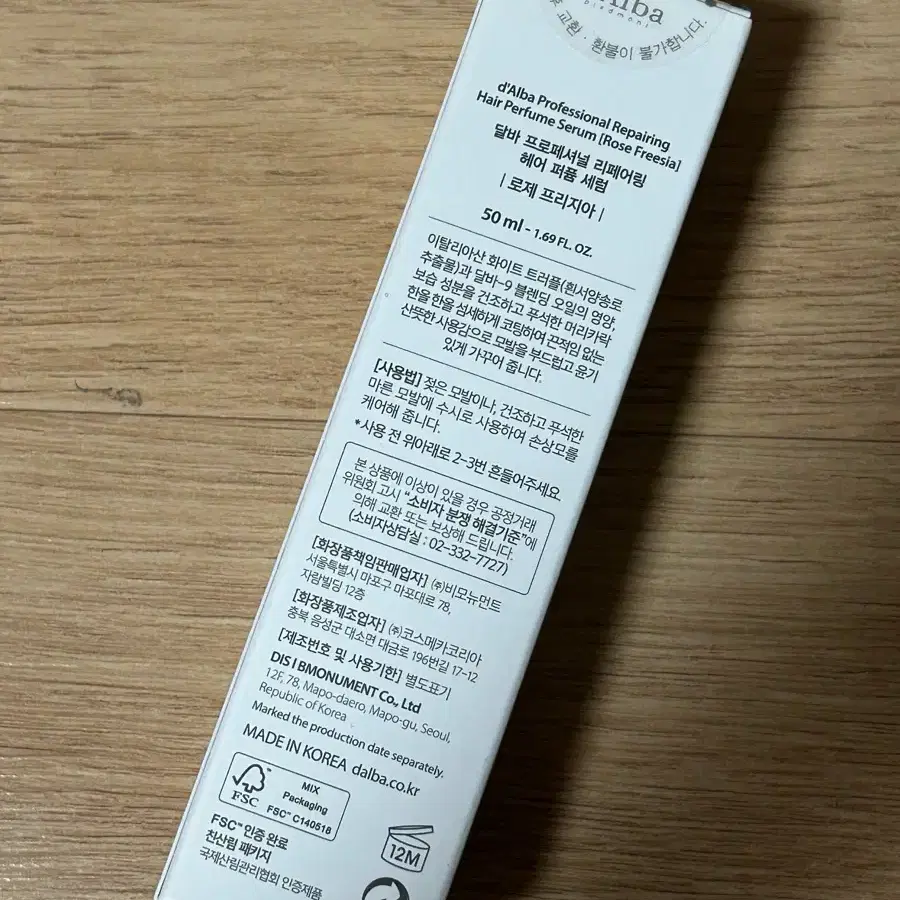 d'Alba
piedmont
교환 · 환불이 불가합니다.
d'Alba Professional Repairing
Hair Perfume Serum [Rose Freesia]
달바 프로페셔널 리페어링
헤어 퍼퓸 세럼
| 로제 프리지아 |
50 ml - 1.69 FL. OZ.
이탈리아산 화이트 트러플(흰서양송로
추출물)과 달바-9 블렌딩 오일의 영양,
보습 성분을 건조하고 푸석한 머리카락
한올 한올 섬세하게 코팅하여 끈적임 없는
산뜻한 사용감으로 모발을 부드럽고 윤기
있게 가꾸어 줍니다.
[사용법] 젖은 모발이나, 건조하고 푸석한
마른 모발에 수시로 사용하여 손상모를
케어해 줍니다.
*사용 전 위아래로 2-3번 흔들어주세요.
본 상품에 이상이 있을 경우 공정거래
위원회 고시 "소비자 분쟁 해결기준"에
의해 교환 또는 보상해 드립니다.
(소비자상담실 : 02-332-7727)
[화장품책임판매업자] ㈜비모뉴먼트
서울특별시 마포구 마포대로 78,
자람빌딩 12층
[화장품제조업자] ㈜코스메카코리아
충북 음성군 대소면 대금로 196번길 17-12
[제조번호 및 사용기한] 별도표기
DIS I BMONUMENT Co., Ltd
12F, 78, Mapo-daero, Mapo-gu, Seoul,
Republic of Korea
Marked the production date separately.
MADE IN KOREA dalba.co.kr
FSC
MIX
Packaging
FSC™ C140518
FSC™ 인증 완료
친산림 패키지
국제산림관리협회 인증제품
12M